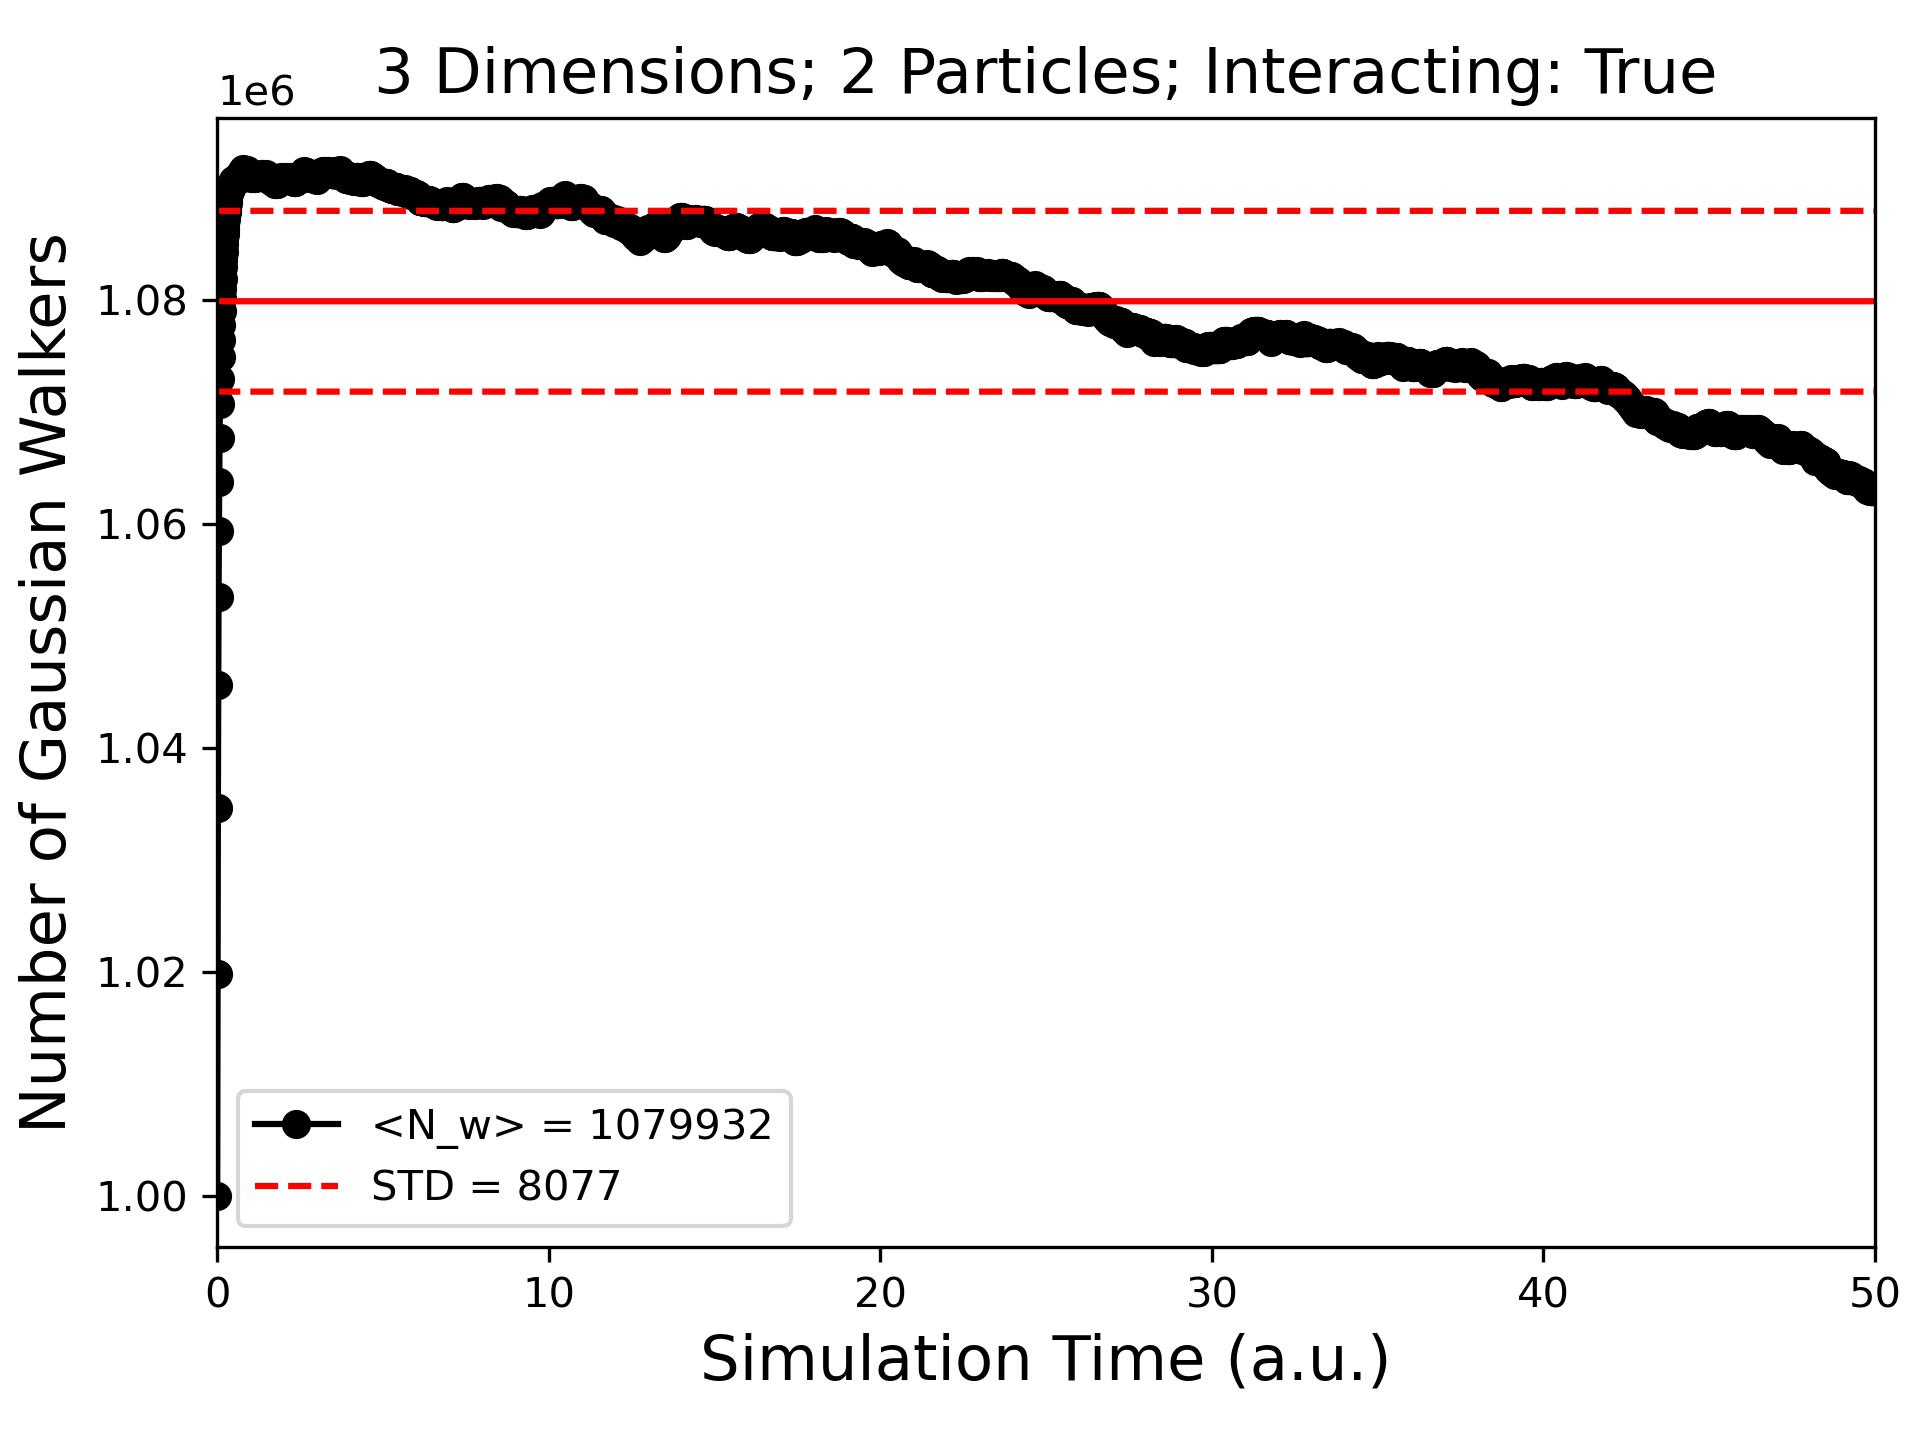 3 Dimensions; 2 Particles; Interacting: True
1e6
Number of Gaussian Walkers
1.08
1.06
1.04
1.02
1.00
<N_w> = 1079932
STD = 8077
0 10 20 30 40 50
Simulation Time (a.u.)